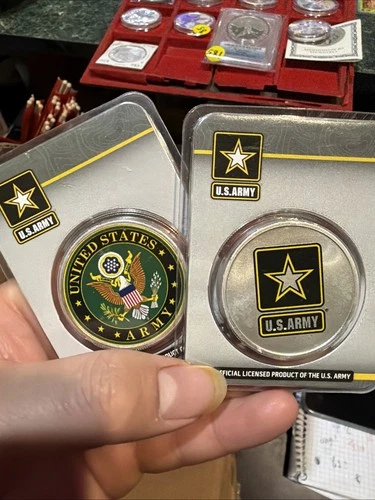 U.S.ARMY
UNITED STATES
ARMY
U.S.ARMY
U.S.ARMY
OFFICIAL LICENSED PRODUCT OF THE U.S. ARMY